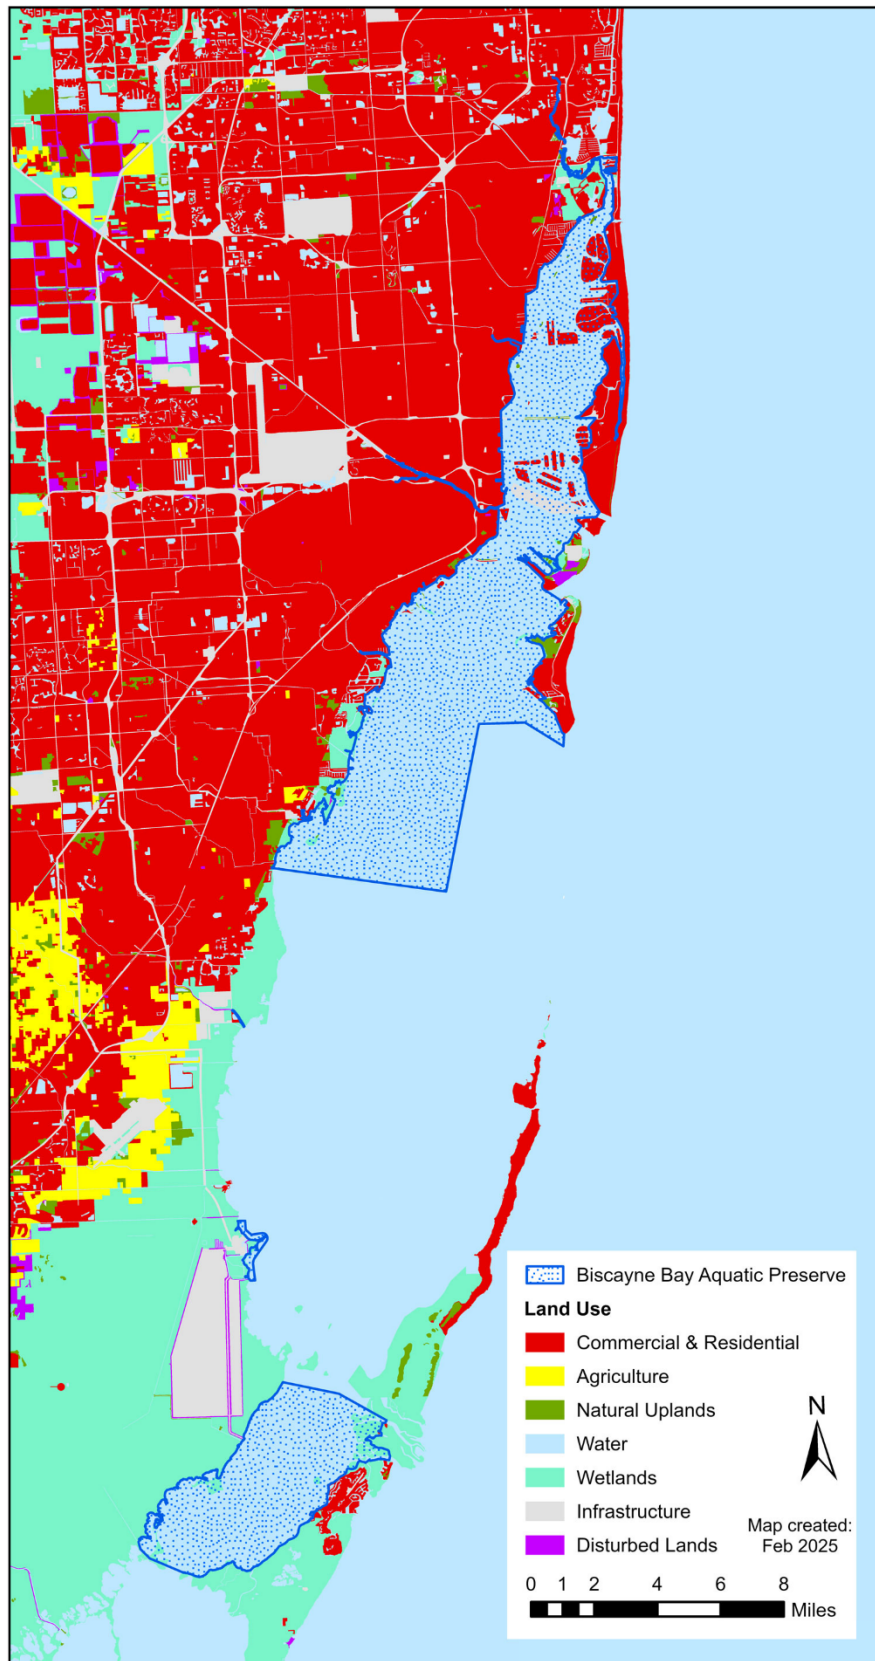 Biscayne Bay Aquatic Preserve
Land Use
Commercial & Residential
Agriculture
Natural Uplands
Water
Wetlands
Infrastructure
Disturbed Lands
N
Map created:
Feb 2025
0 1 2 4 6 8
Miles